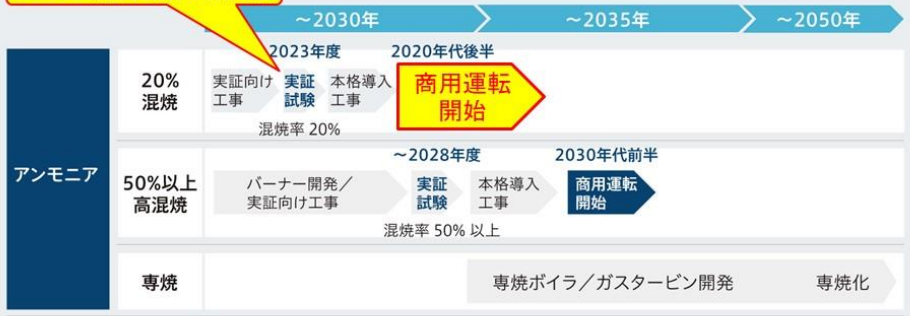 ～2030年
～2035年
～2050年
アンモニア
20%
混焼
2023年度
2020年代後半
実証向け
工事
実証
試験
本格導入
工事
商用運転
開始
混焼率 20%
50%以上
高混焼
～2028年度
2030年代前半
バーナー開発／
実証向け工事
実証
試験
本格導入
工事
商用運転
開始
混焼率 50% 以上
専焼
専焼ボイラ／ガスタービン開発
専焼化